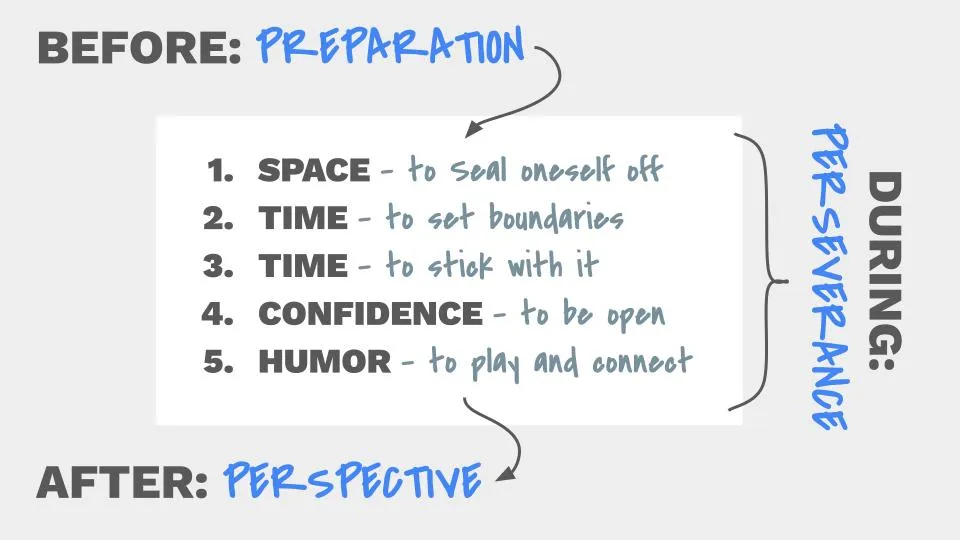 BEFORE: PREPARATION
1. SPACE - to seal oneself off
2. TIME - to set boundaries
3. TIME - to stick with it
4. CONFIDENCE - to be open
5. HUMOR - to play and connect
DURING:
PERSEVERANCE
AFTER: PERSPECTIVE